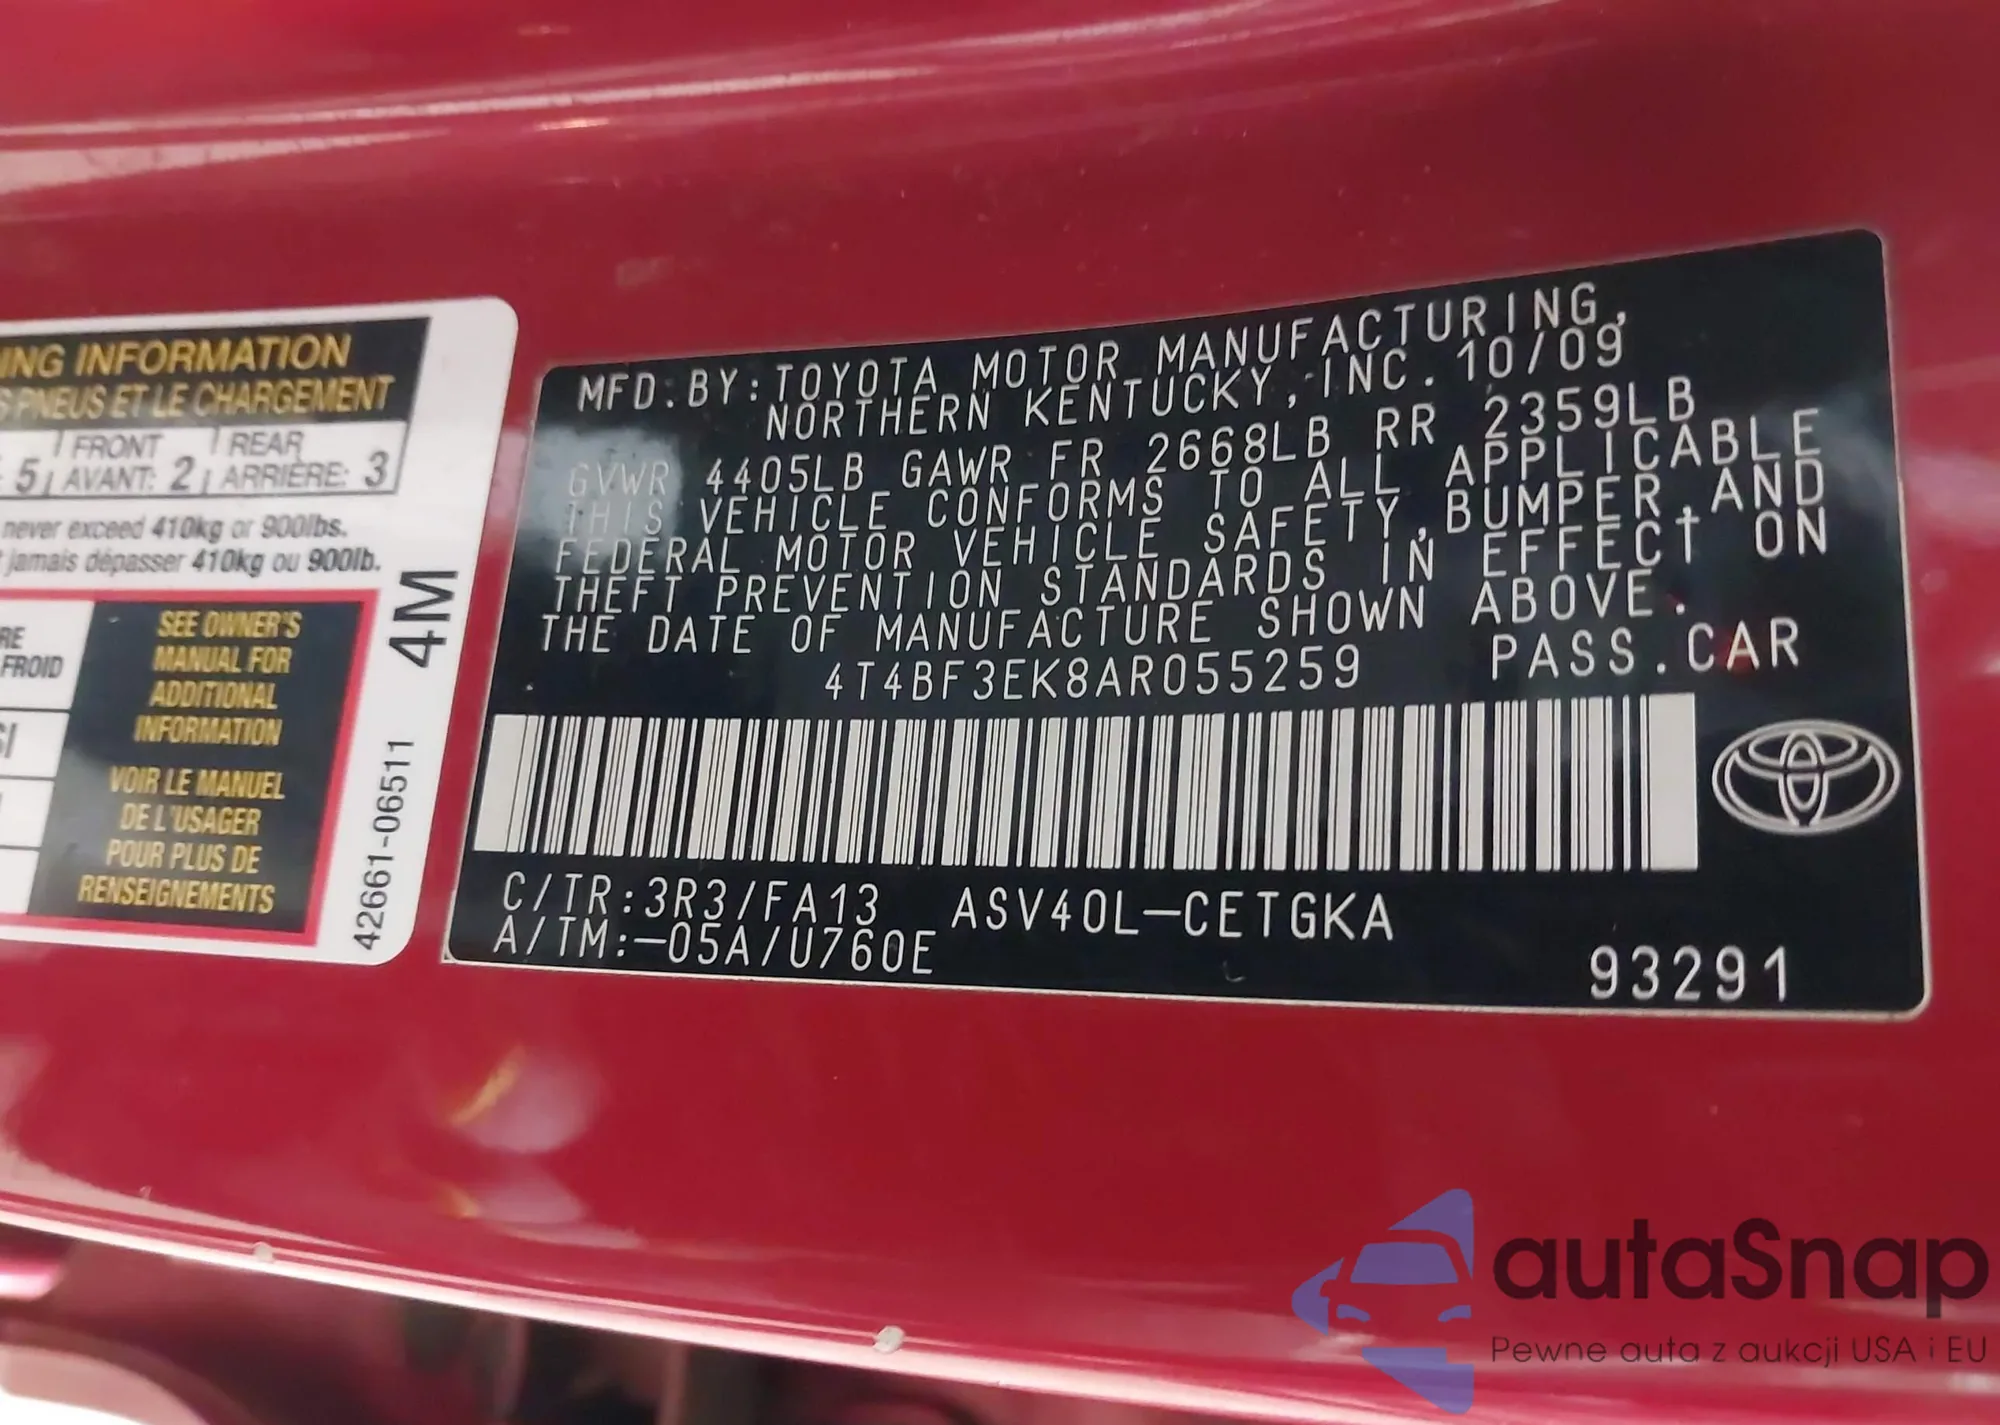 ING INFORMATION
S PNEUS ET LE CHARGEMENT
5 FRONT REAR
AVANT: 2 ARRIÈRE: 3
never exceed 410kg or 900lbs.
jamais dépasser 410kg ou 900lb.
RE
FROID
SEE OWNER'S
MANUAL FOR
ADDITIONAL
INFORMATION
VOIR LE MANUEL
DE L'USAGER
POUR PLUS DE
RENSEIGNEMENTS
4M
42661-06511
MFD.BY:TOYOTA MOTOR MANUFACTURING,
NORTHERN KENTUCKY, INC. 10/09
GVWR 4405LB GAWR FR 2668LB RR 2359LB
THIS VEHICLE CONFORMS TO ALL APPLICABLE
FEDERAL MOTOR VEHICLE SAFETY,BUMPER,AND
THEFT PREVENTION STANDARDS IN EFFECT ON
THE DATE OF MANUFACTURE SHOWN ABOVE.
4T4BF3EK8AR055259 PASS.CAR
C/TR:3R3/FA13 ASV40L-CETGKA
A/TM:-05A/U760E
93291
autaSnap
Pewne auta z aukcji USA i EU